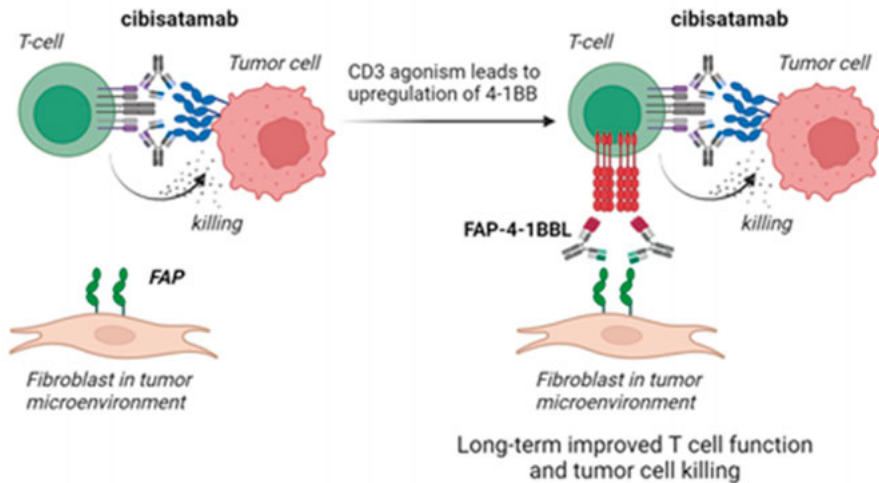 cibisatamab
T-cell
Tumor cell
killing
FAP
Fibroblast in tumor
microenvironment
CD3 agonism leads to
upregulation of 4-1BB
cibisatamab
T-cell
Tumor cell
killing
FAP-4-1BBL
Fibroblast in tumor
microenvironment
Long-term improved T cell function
and tumor cell killing